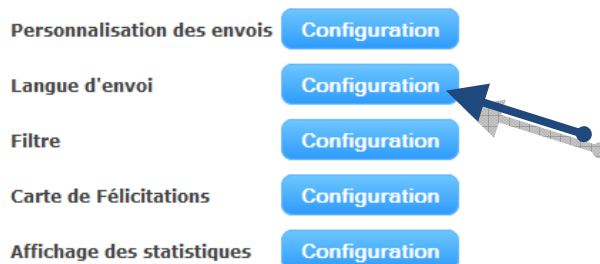 Personnalisation des envois Configuration
Langue d'envoi Configuration
Filtre Configuration
Carte de Félicitations Configuration
Affichage des statistiques Configuration